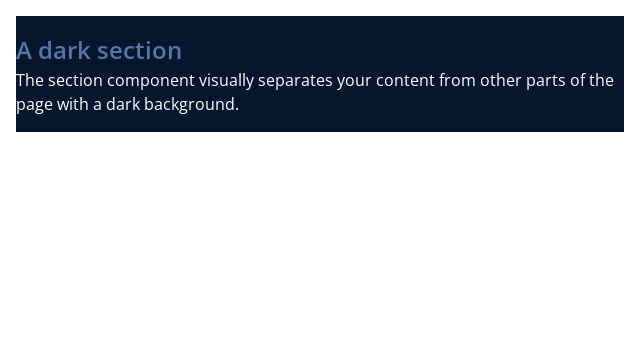 A dark section
The section component visually separates your content from other parts of the
page with a dark background.